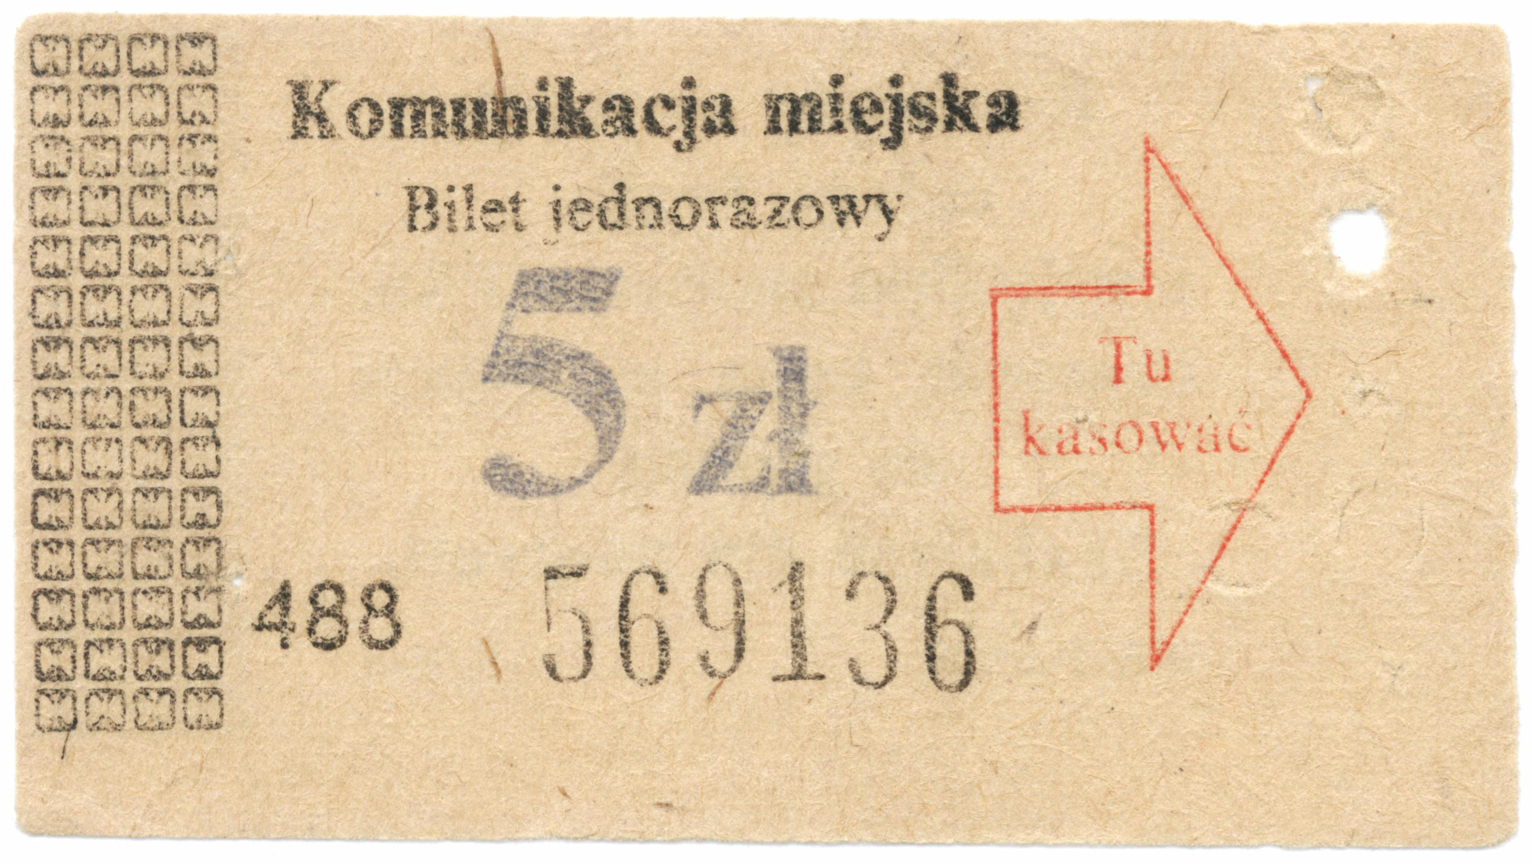 Komunikacja miejska
Bilet jednorazowy
5 zł
Tu
kasować
488 569136